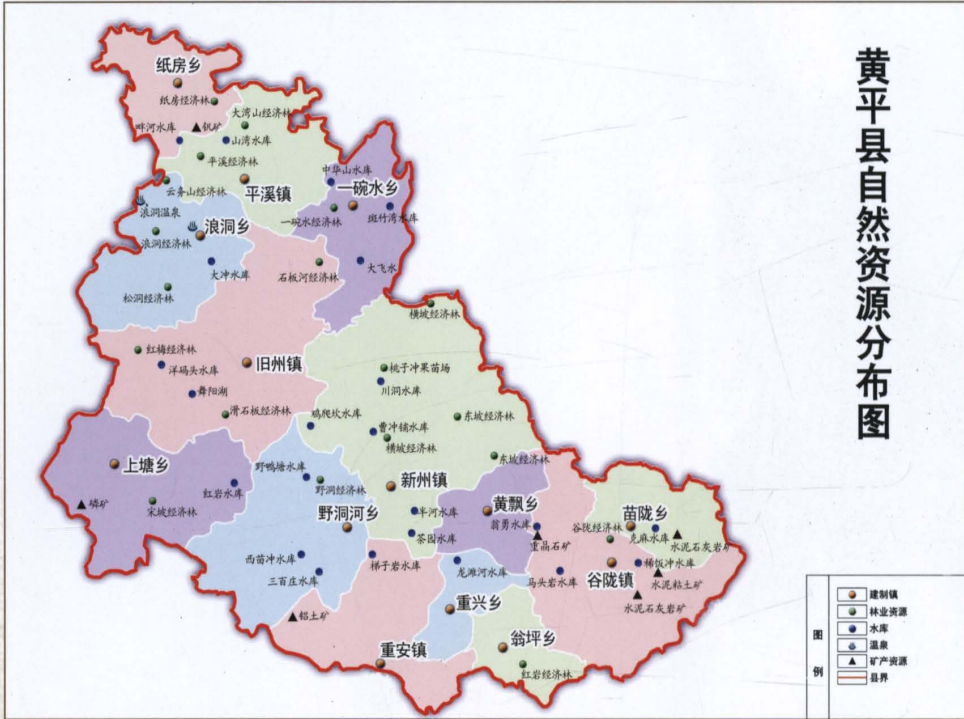 黄平县自然资源分布图
纸房乡
纸房经济林
大湾山经济林
畔河水库
钒矿
山湾水库
平溪经济林
中华山水库
云台山经济林
平溪镇
一碗水乡
浪洞温泉
一碗水经济林
斑竹湾水库
浪洞乡
浪洞经济林
大冲水库
石板河经济林
大飞水
松洞经济林
横坡经济林
红梅经济林
洋码头水库
旧州镇
桃子冲果苗场
川洞水库
舞阳湖
滑石板经济林
鸡爬坎水库
东坡经济林
曹冲铺水库
横坡经济林
东坡经济林
上塘乡
野鸭塘水库
红岩水库
野洞经济林
新州镇
磷矿
宋坡经济林
野洞河乡
半河水库
黄飘乡
苗陇乡
翁勇水库
谷陇经济林
茶园水库
重晶石矿
克麻水库
水泥石灰岩矿
西苗冲水库
梯子岩水库
龙滩河水库
稀饭冲水库
三百庄水库
马头岩水库
谷陇镇
水泥粘土矿
水泥石灰岩矿
铝土矿
重兴乡
重安镇
翁坪乡
红岩经济林
图例
建制镇
林业资源
水库
温泉
矿产资源
县界